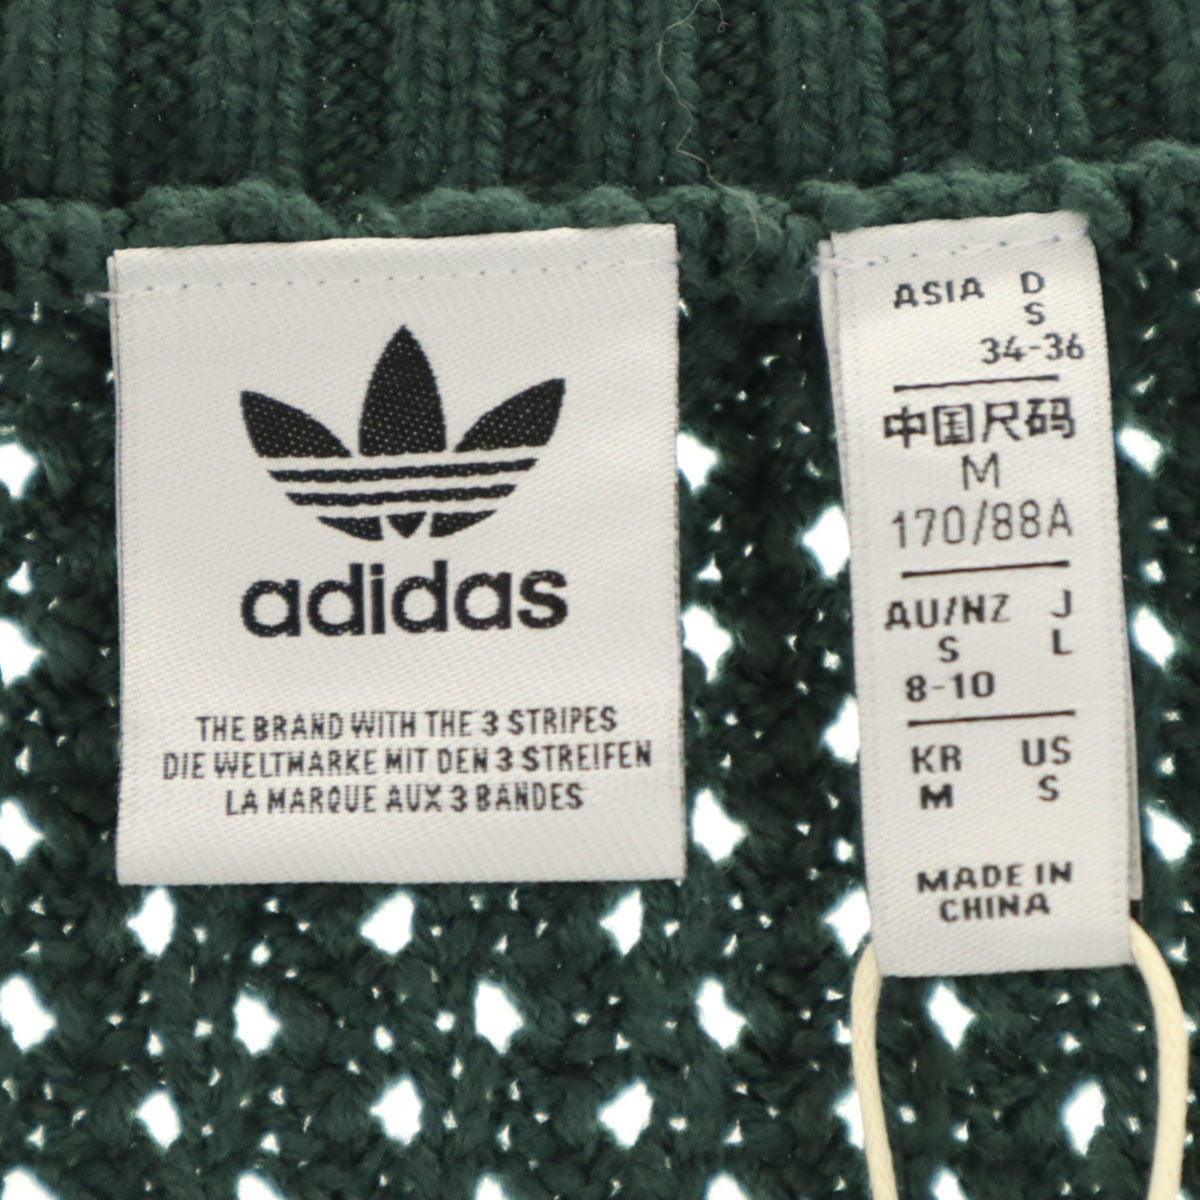 adidas
THE BRAND WITH THE 3 STRIPES
DIE WELTMARKE MIT DEN 3 STREIFEN
LA MARQUE AUX 3 BANDES
ASIA D
S
34-36
中国尺码
M
170/88A
AU/NZ J
S L
8-10
KR US
M S
MADE IN
CHINA